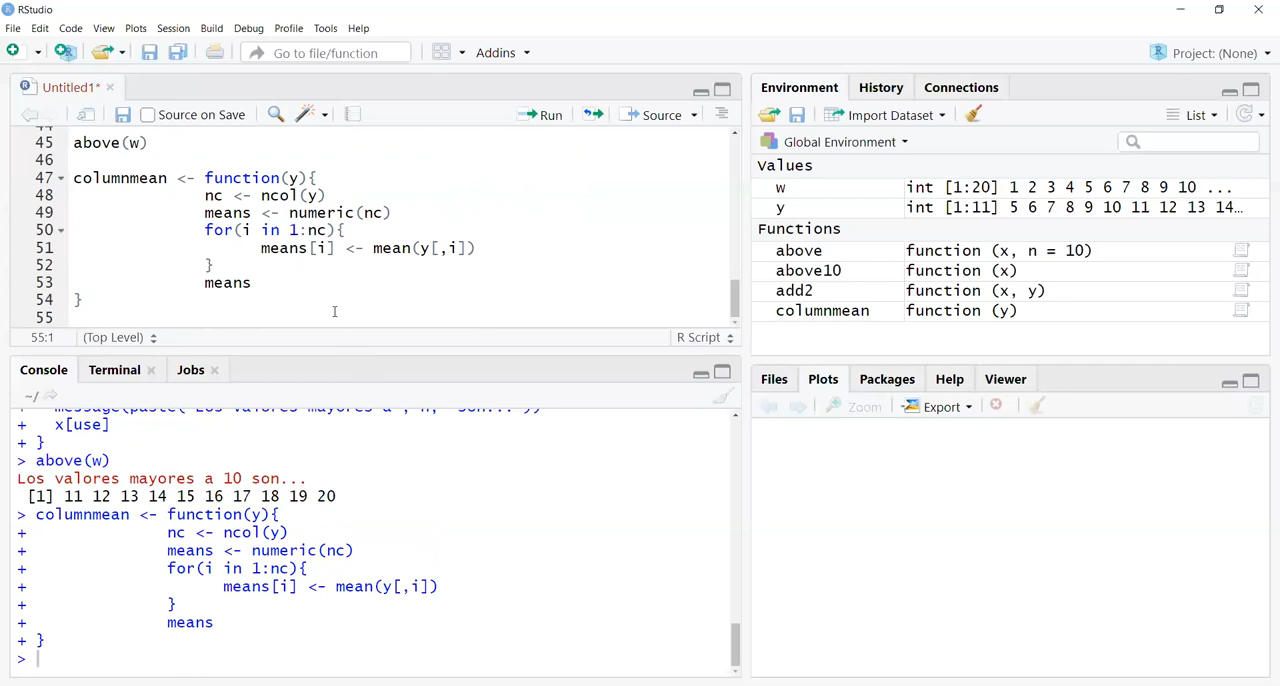 RStudio
File Edit Code View Plots Session Build Debug Profile Tools Help
Go to file/function Addins Project: (None)
Untitled1*
Source on Save Run Source
44
45 above(w)
46
47 columnmean <- function(y){
48 nc <- ncol(y)
49 means <- numeric(nc)
50 for(i in 1:nc){
51 means[i] <- mean(y[,i])
52 }
53 means
54 }
55
55:1 (Top Level) R Script
Console Terminal Jobs
~/
+ message(paste("Los valores mayores a", n, "son..."))
+ x[use]
+ }
> above(w)
Los valores mayores a 10 son...
[1] 11 12 13 14 15 16 17 18 19 20
> columnmean <- function(y){
+ nc <- ncol(y)
+ means <- numeric(nc)
+ for(i in 1:nc){
+ means[i] <- mean(y[,i])
+ }
+ means
+ }
>
Environment History Connections
Import Dataset List
Global Environment
Values
w int [1:20] 1 2 3 4 5 6 7 8 9 10 ...
y int [1:11] 5 6 7 8 9 10 11 12 13 14…
Functions
above function (x, n = 10)
above10 function (x)
add2 function (x, y)
columnmean function (y)
Files Plots Packages Help Viewer
Zoom Export